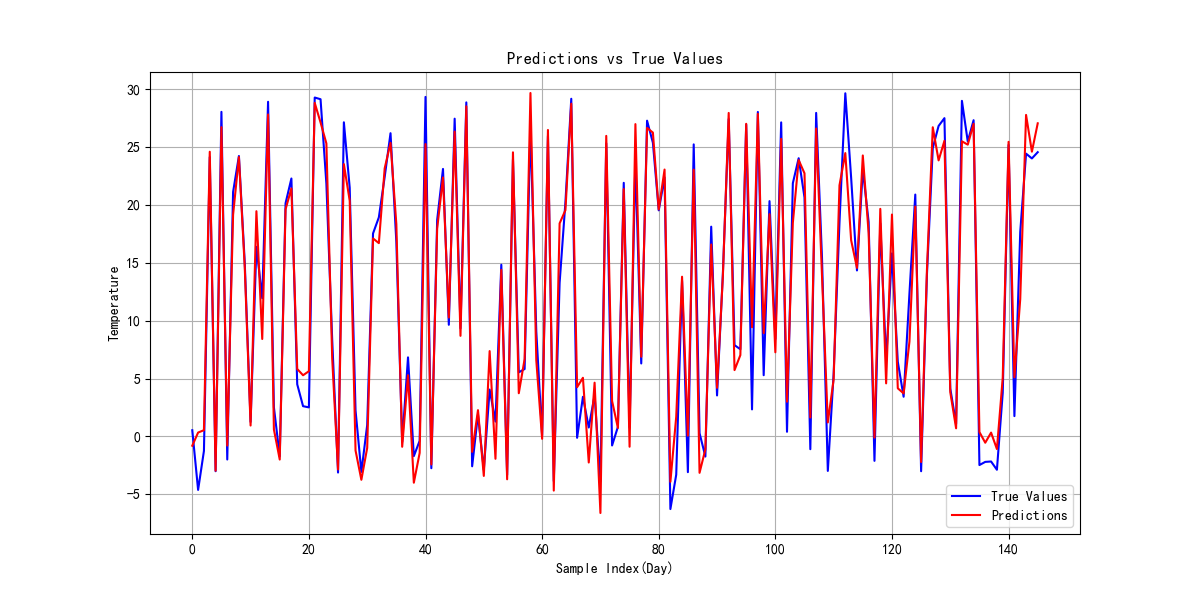 Predictions vs True Values
Temperature
30
25
20
15
10
5
0
−5
0 20 40 60 80 100 120 140
Sample Index(Day)
True Values
Predictions